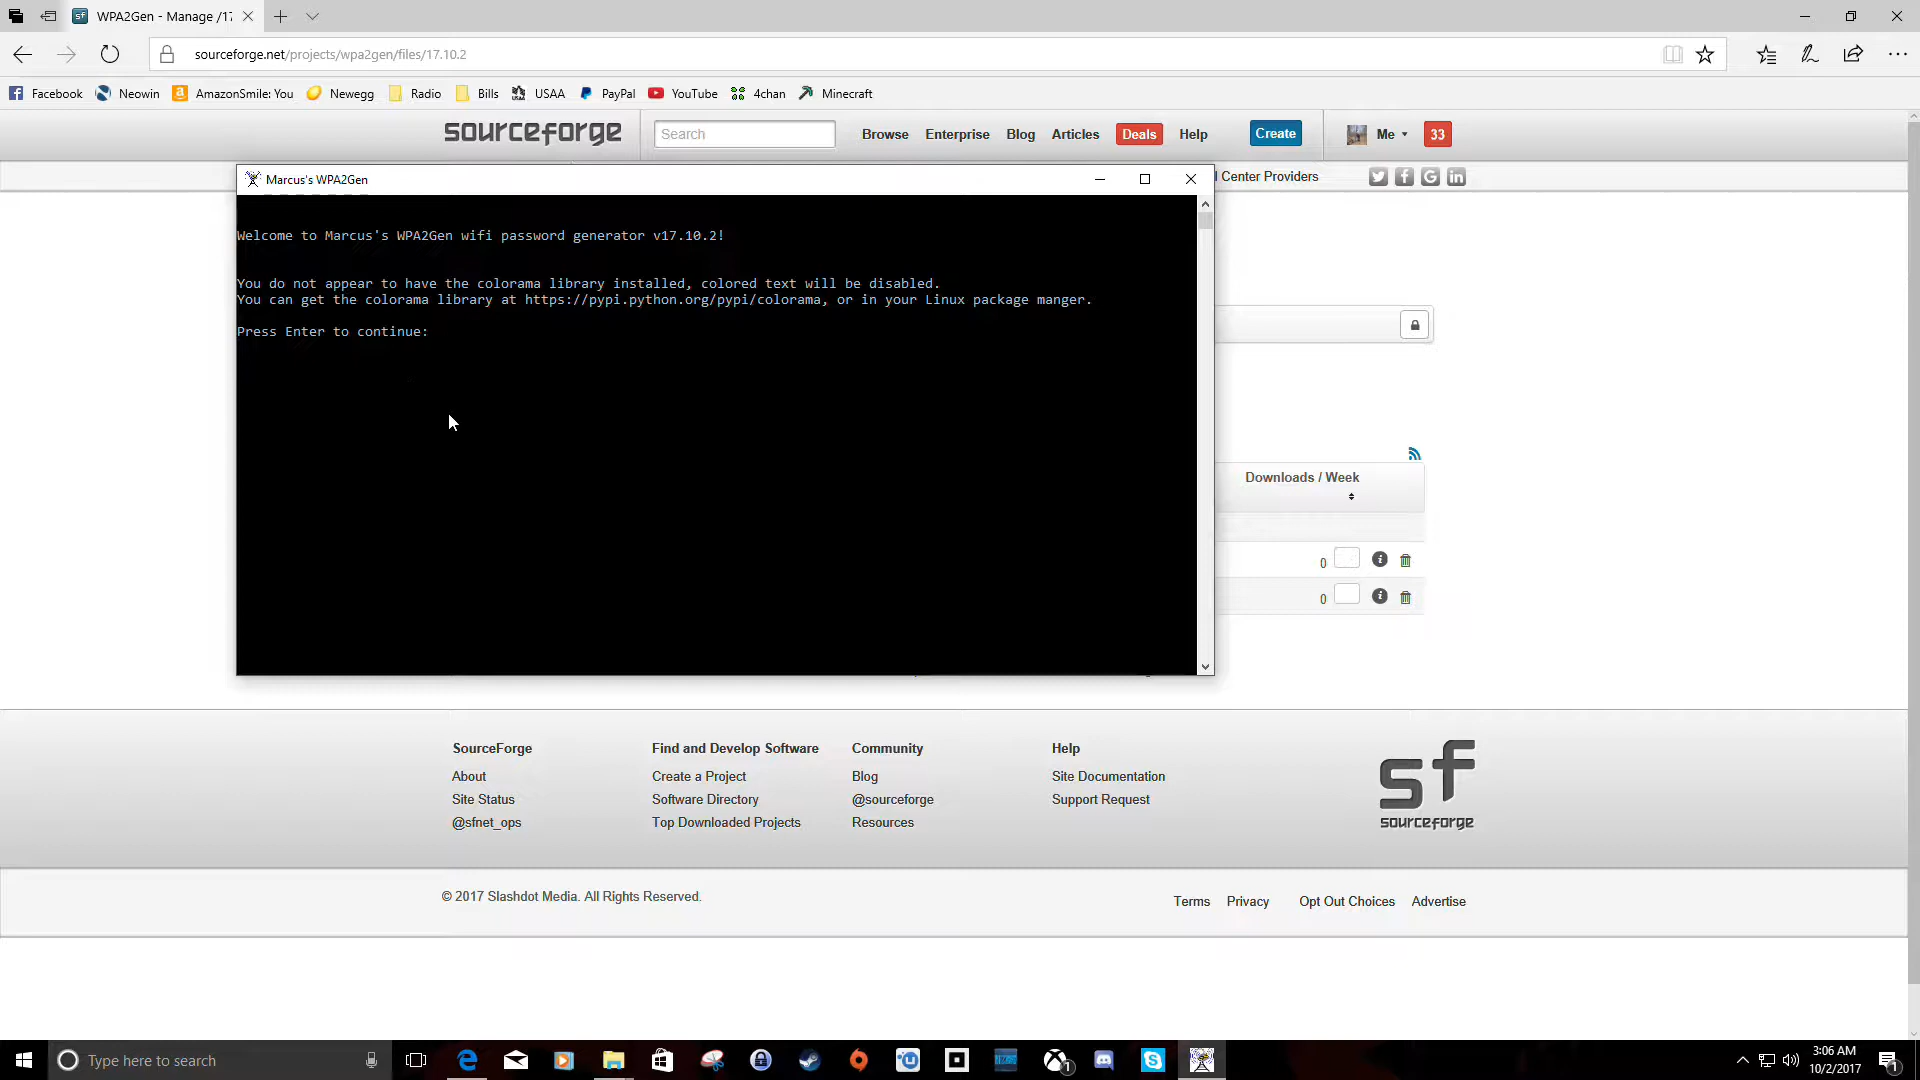 WPA2Gen - Manage /17
sourceforge.net/projects/wpa2gen/files/17.10.2
Facebook Neowin AmazonSmile: You Newegg Radio Bills USAA PayPal YouTube 4chan Minecraft
sourceforge Search Browse Enterprise Blog Articles Deals Help Create Me 33
Marcus's WPA2Gen
Center Providers
Welcome to Marcus's WPA2Gen wifi password generator v17.10.2!
You do not appear to have the colorama library installed, colored text will be disabled.
You can get the colorama library at https://pypi.python.org/pypi/colorama, or in your Linux package manger.
Press Enter to continue:
Downloads / Week
0
0
SourceForge
About
Site Status
@sfnet_ops
Find and Develop Software
Create a Project
Software Directory
Top Downloaded Projects
Community
Blog
@sourceforge
Resources
Help
Site Documentation
Support Request
sf
sourceforge
© 2017 Slashdot Media. All Rights Reserved.
Terms Privacy Opt Out Choices Advertise
Type here to search
3:06 AM
10/2/2017